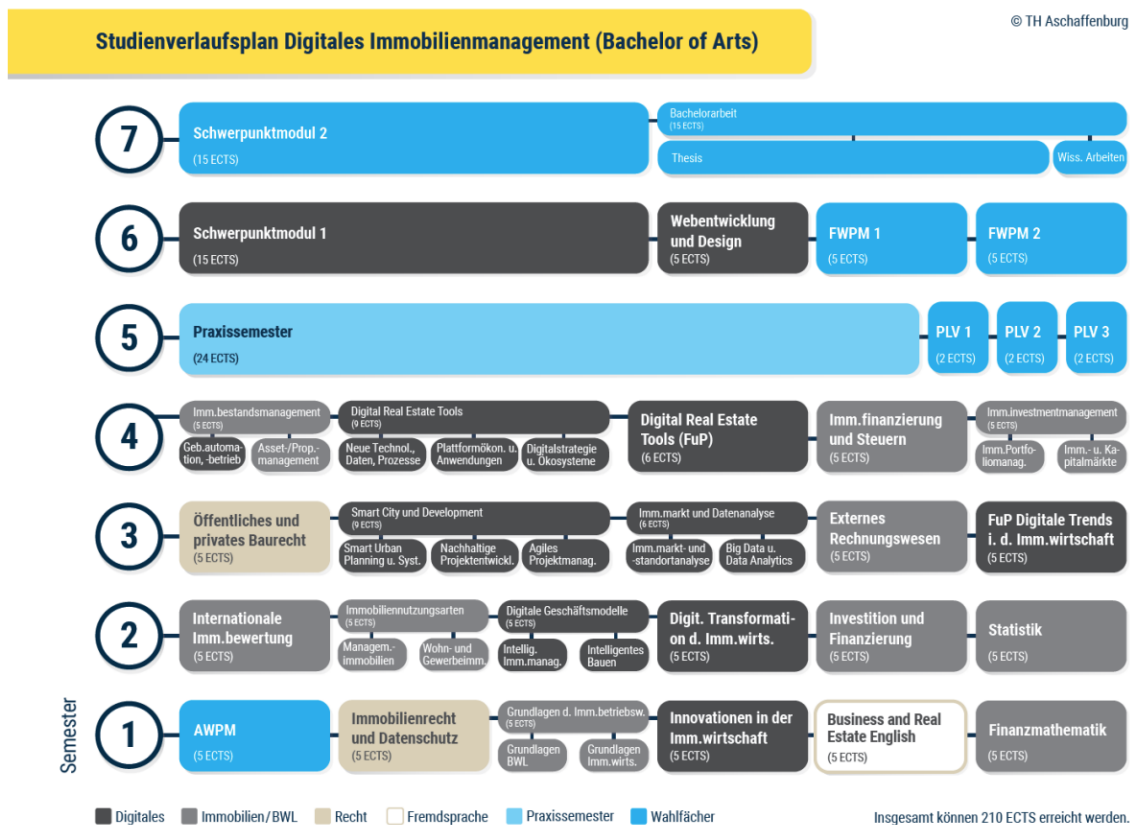 © TH Aschaffenburg
Studienverlaufsplan Digitales Immobilienmanagement (Bachelor of Arts)
7
Schwerpunktmodul 2
(15 ECTS)
Bachelorarbeit
(15 ECTS)
Thesis
Wiss. Arbeiten
6
Schwerpunktmodul 1
(15 ECTS)
Webentwicklung
und Design
(5 ECTS)
FWPM 1
(5 ECTS)
FWPM 2
(5 ECTS)
5
Praxissemester
(24 ECTS)
PLV 1
(2 ECTS)
PLV 2
(2 ECTS)
PLV 3
(2 ECTS)
4
Imm.bestandsmanagement
(5 ECTS)
Geb.automa-
tion, -betrieb
Asset-/Prop.-
management
Digital Real Estate Tools
(9 ECTS)
Neue Technol.,
Daten, Prozesse
Plattformökon. u.
Anwendungen
Digitalstrategie
u. Ökosysteme
Digital Real Estate
Tools (FuP)
(6 ECTS)
Imm.finanzierung
und Steuern
(5 ECTS)
Imm.investmentmanagement
(5 ECTS)
Imm.Portfo-
liomanag.
Imm.- u. Ka-
pitalmärkte
3
Öffentliches und
privates Baurecht
(5 ECTS)
Smart City und Development
(9 ECTS)
Smart Urban
Planning u. Syst.
Nachhaltige
Projektentwickl.
Agiles
Projektmanag.
Imm.markt und Datenanalyse
(6 ECTS)
Imm.markt- und
-standortanalyse
Big Data u.
Data Analytics
Externes
Rechnungswesen
(5 ECTS)
FuP Digitale Trends
i. d. Imm.wirtschaft
(5 ECTS)
2
Internationale
Imm.bewertung
(5 ECTS)
Immobiliennutzungsarten
(5 ECTS)
Managem.-
immobilien
Wohn- und
Gewerbeimm.
Digitale Geschäftsmodelle
(5 ECTS)
Intellig.
Imm.manag.
Intelligentes
Bauen
Digit. Transformati-
on d. Imm.wirts.
(5 ECTS)
Investition und
Finanzierung
(5 ECTS)
Statistik
(5 ECTS)
Semester
1
AWPM
(5 ECTS)
Immobilienrecht
und Datenschutz
(5 ECTS)
Grundlagen d. Imm.betriebsw.
(5 ECTS)
Grundlagen
BWL
Grundlagen
Imm.wirts.
Innovationen in der
Imm.wirtschaft
(5 ECTS)
Business and Real
Estate English
(5 ECTS)
Finanzmathematik
(5 ECTS)
Digitales
Immobilien/BWL
Recht
Fremdsprache
Praxissemester
Wahlfächer
Insgesamt können 210 ECTS erreicht werden.